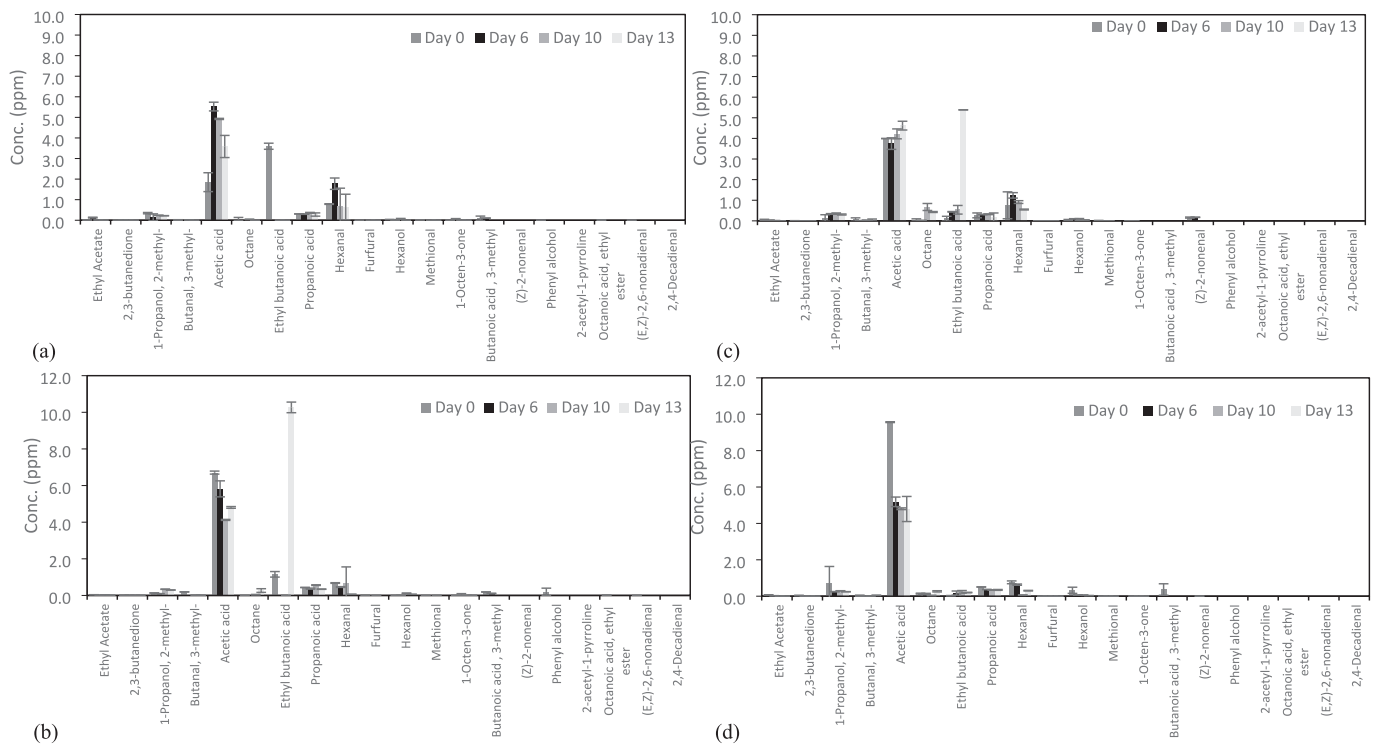 10.0
9.0
8.0
7.0
6.0
5.0
4.0
3.0
2.0
1.0
0.0
Conc. (ppm)
Day 0 Day 6 Day 10 Day 13
Ethyl Acetate
2,3-butanedione
1-Propanol, 2-methyl-
Butanal, 3-methyl-
Acetic acid
Octane
Ethyl butanoic acid
Propanoic acid
Hexanal
Furfural
Hexanol
Methional
1-Octen-3-one
Butanoic acid , 3-methyl
(Z)-2-nonenal
Phenyl alcohol
2-acetyl-1-pyrroline
Octanoic acid, ethyl
ester
(E,Z)-2,6-nonadienal
2,4-Decadienal
(a)
10.0
9.0
8.0
7.0
6.0
5.0
4.0
3.0
2.0
1.0
0.0
Conc. (ppm)
Day 0 Day 6 Day 10 Day 13
Ethyl Acetate
2,3-butanedione
1-Propanol, 2-methyl-
Butanal, 3-methyl-
Acetic acid
Octane
Ethyl butanoic acid
Propanoic acid
Hexanal
Furfural
Hexanol
Methional
1-Octen-3-one
Butanoic acid , 3-methyl
(Z)-2-nonenal
Phenyl alcohol
2-acetyl-1-pyrroline
Octanoic acid, ethyl
ester
(E,Z)-2,6-nonadienal
2,4-Decadienal
(c)
12.0
10.0
8.0
6.0
4.0
2.0
0.0
Conc. (ppm)
Day 0 Day 6 Day 10 Day 13
Ethyl Acetate
2,3-butanedione
1-Propanol, 2-methyl-
Butanal, 3-methyl-
Acetic acid
Octane
Ethyl butanoic acid
Propanoic acid
Hexanal
Furfural
Hexanol
Methional
1-Octen-3-one
Butanoic acid , 3-methyl
(Z)-2-nonenal
Phenyl alcohol
2-acetyl-1-pyrroline
Octanoic acid, ethyl
ester
(E,Z)-2,6-nonadienal
2,4-Decadienal
(b)
12.0
10.0
8.0
6.0
4.0
2.0
0.0
Conc. (ppm)
Day 0 Day 6 Day 10 Day 13
Ethyl Acetate
2,3-butanedione
1-Propanol, 2-methyl-
Butanal, 3-methyl-
Acetic acid
Octane
Ethyl butanoic acid
Propanoic acid
Hexanal
Furfural
Hexanol
Methional
1-Octen-3-one
Butanoic acid , 3-methyl
(Z)-2-nonenal
Phenyl alcohol
2-acetyl-1-pyrroline
Octanoic acid, ethyl
ester
(E,Z)-2,6-nonadienal
2,4-Decadienal
(d)